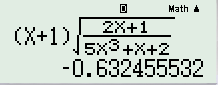 D Math ▲
(X+1)√((2X+1)/(5X³+X+2))
-0.632455532